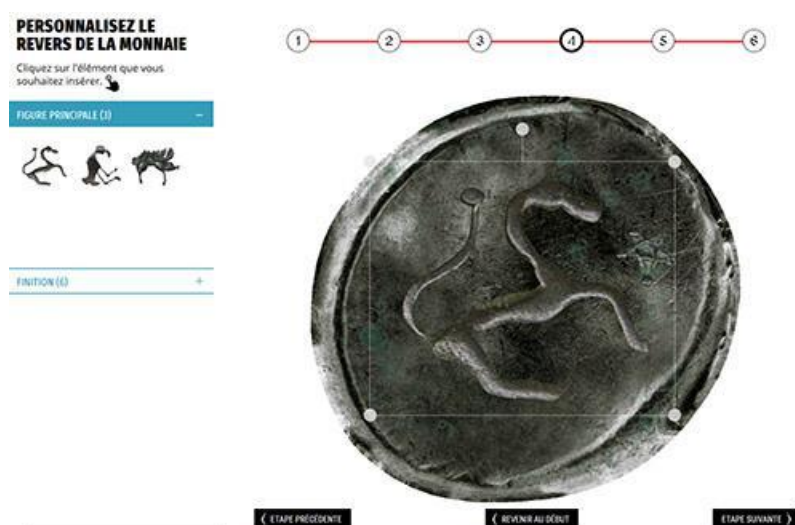 PERSONNALISEZ LE
REVERS DE LA MONNAIE
Cliquez sur l'élément que vous
souhaitez insérer.
FIGURE PRINCIPALE (3) −
FINITION (6) +
1 2 3 4 5 6
❬ ETAPE PRÉCÉDENTE ❬ REVENIR AU DÉBUT ETAPE SUIVANTE ❭